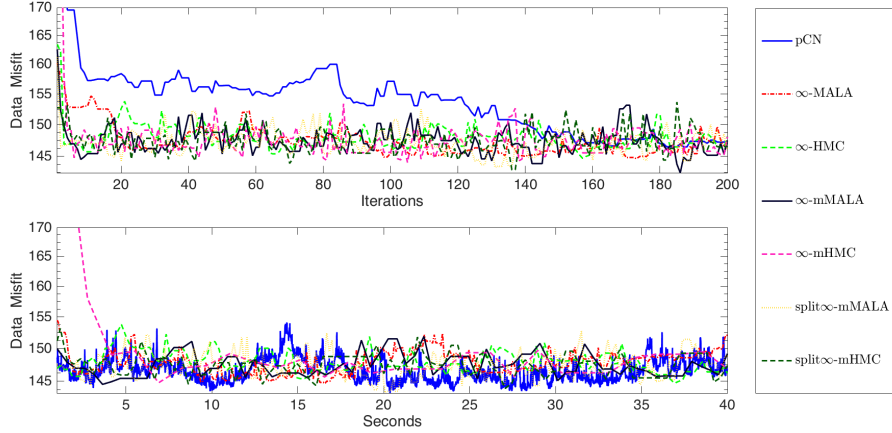 170
165
160
155
150
145
Data Misfit
20
40
60
80
100
120
140
160
180
200
Iterations
170
165
160
155
150
145
Data Misfit
5
10
15
20
25
30
35
40
Seconds
pCN
∞-MALA
∞-HMC
∞-mMALA
∞-mHMC
split∞-mMALA
split∞-mHMC